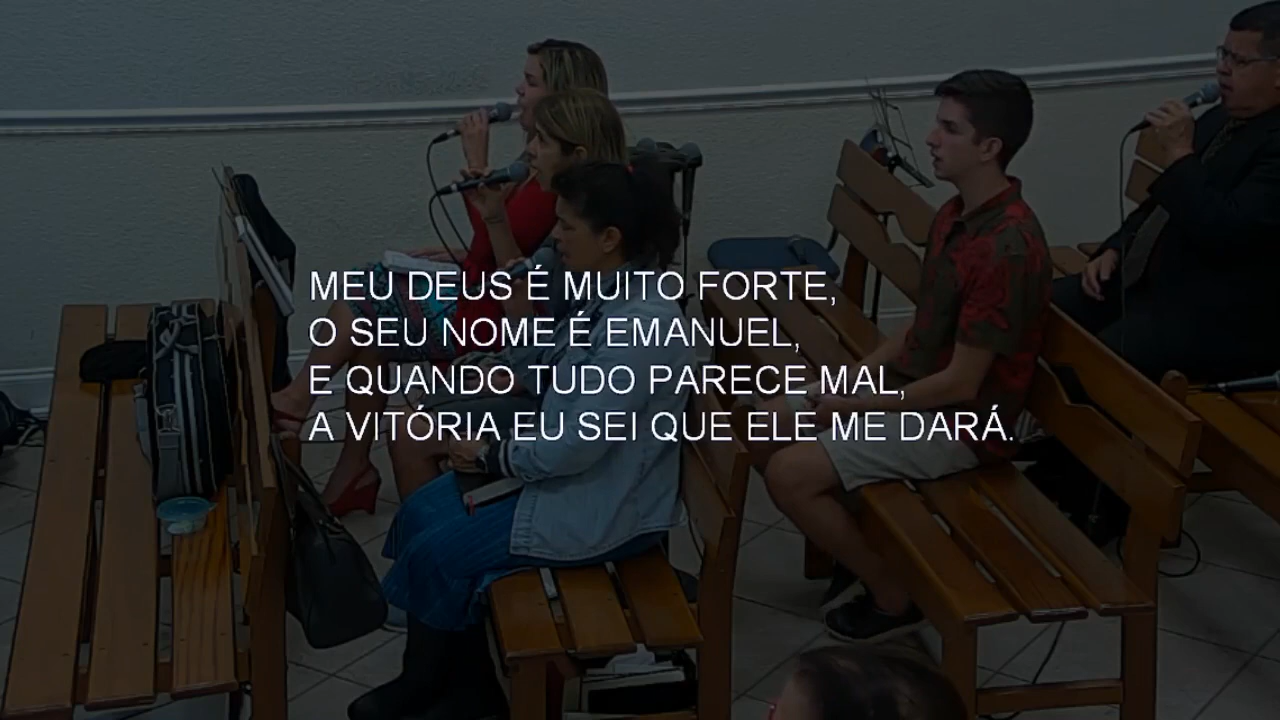 MEU DEUS É MUITO FORTE,
O SEU NOME É EMANUEL,
E QUANDO TUDO PARECE MAL,
A VITÓRIA EU SEI QUE ELE ME DARÁ.